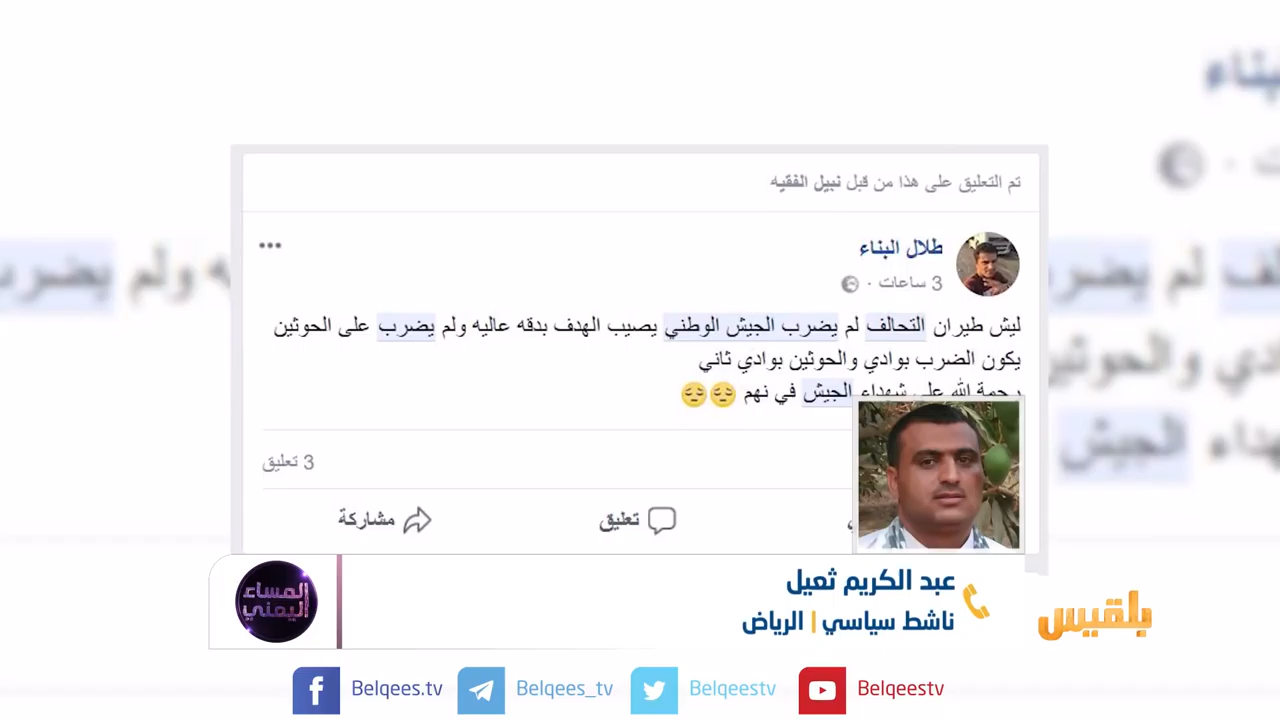 تم التعليق على هذا من قبل نبيل الفقيه
طلال البناء
3 ساعات ·
ليش طيران التحالف لم يضرب الجيش الوطني يصيب الهدف بدقه عاليه ولم يضرب على الحوثين
يكون الضرب بوادي والحوثين بوادي ثاني
رحمة الله على شهداء الجيش في نهم 😔😔
3 تعليق
تعليق
مشاركة
عبد الكريم ثعيل
ناشط سياسي | الرياض
بلقيس
المساء
اليمني
Belqees.tv
Belqees_tv
Belqeestv
Belqeestv